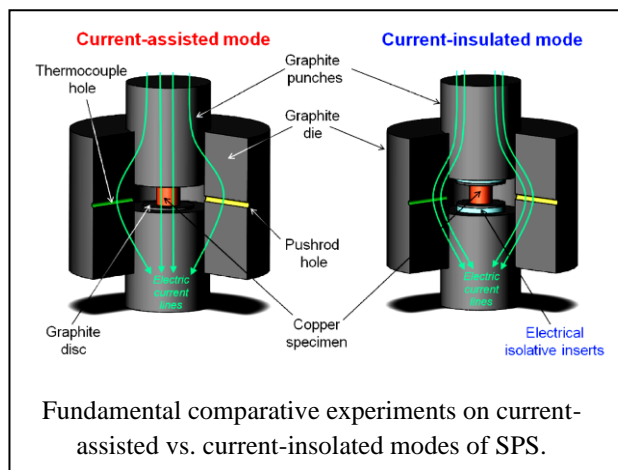 Current-assisted mode
Current-insulated mode
Thermocouple
hole
Graphite
punches
Graphite
die
Pushrod
hole
Electric
current
lines
Electric
current
lines
Graphite
disc
Copper
specimen
Electrical
isolative inserts
Fundamental comparative experiments on current-
assisted vs. current-insolated modes of SPS.